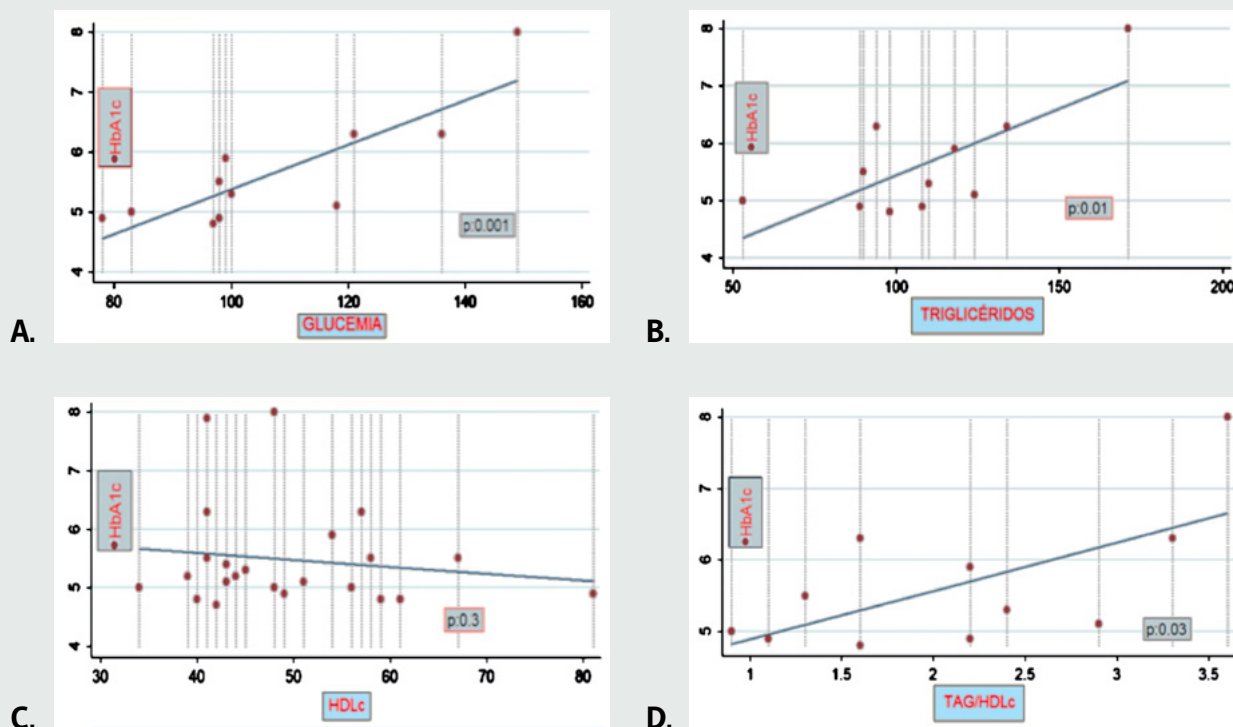 8
7
6
5
4
HbA1c
p:0.001
80
100
120
140
160
GLUCEMIA
A.
8
7
6
5
4
HbA1c
p:0.01
50
100
150
200
TRIGLICÉRIDOS
B.
8
7
6
5
4
HbA1c
p:0.3
30
40
50
60
70
80
HDLc
C.
8
7
6
5
HbA1c
p:0.03
1
1.5
2
2.5
3
3.5
TAG/HDLc
D.